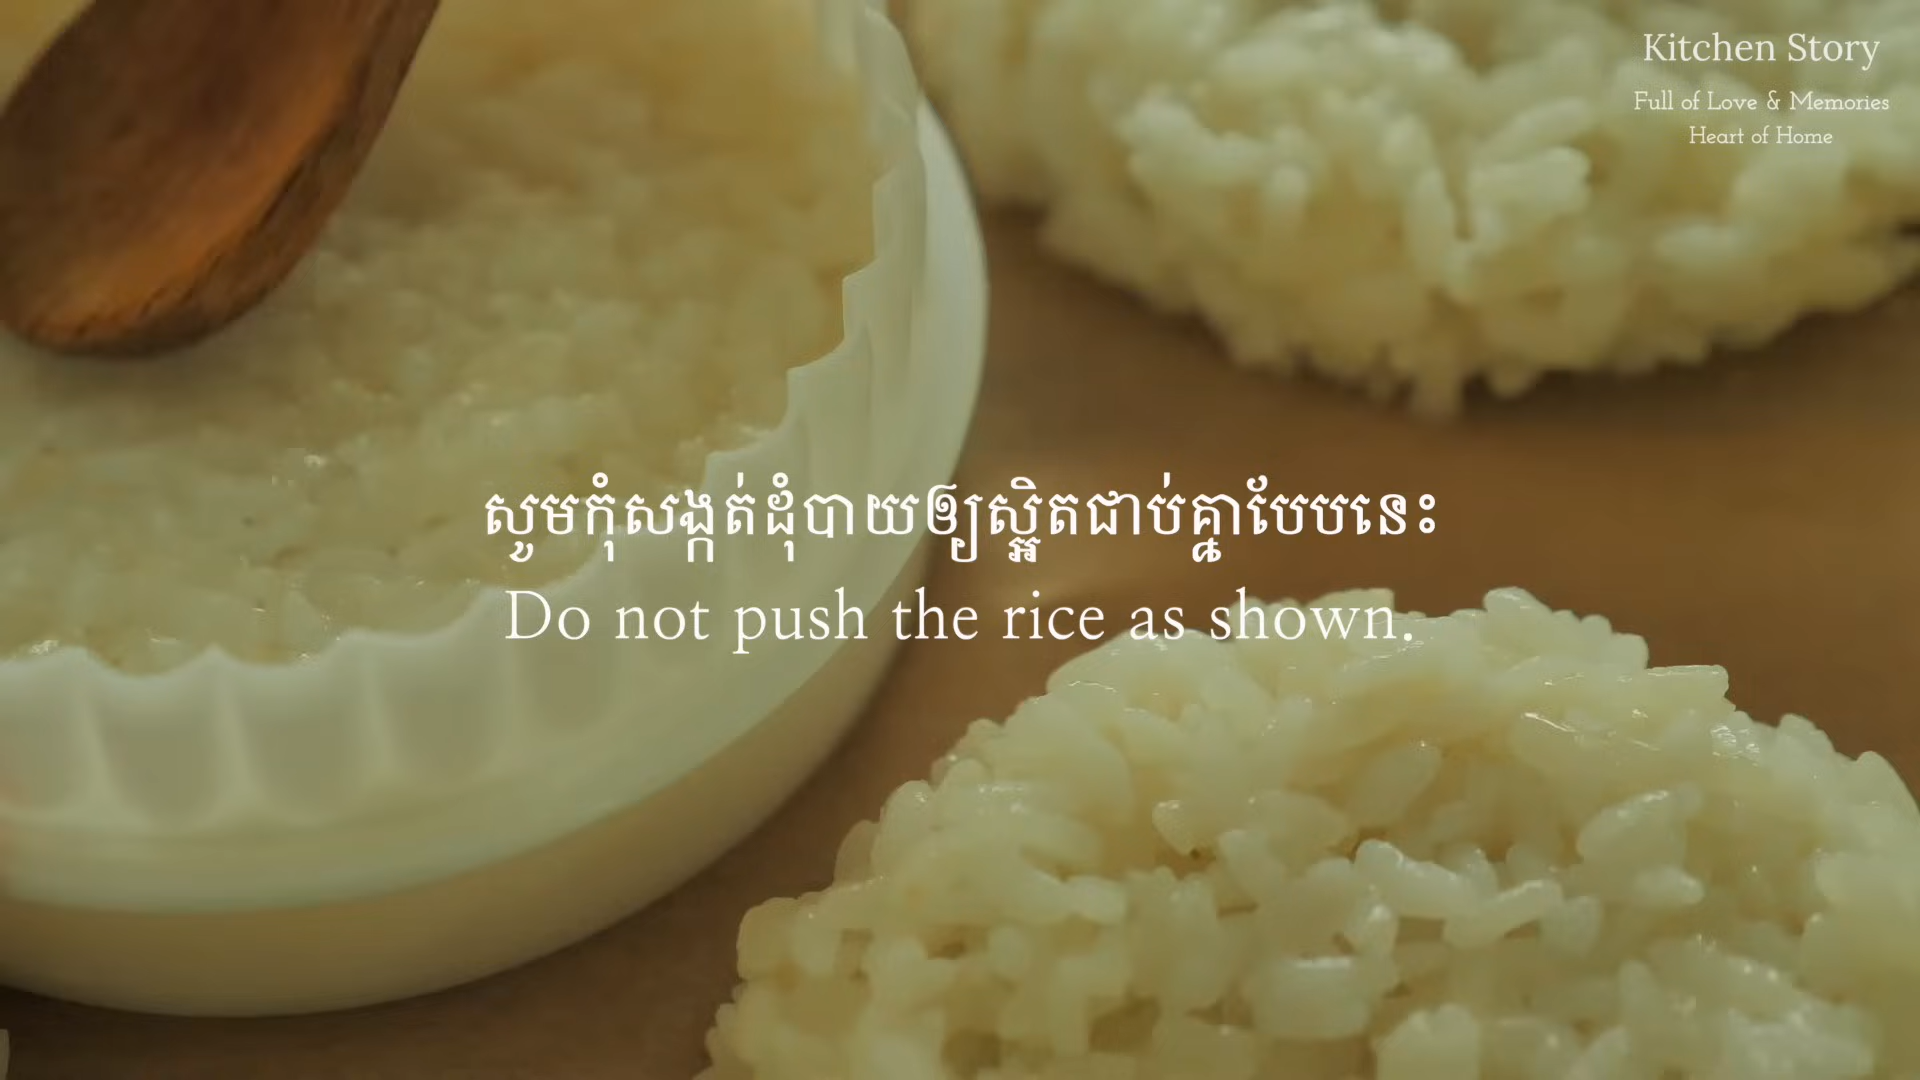 Kitchen Story
Full of Love & Memories
Heart of Home
សូមកុំសង្កត់ដុំបាយឲ្យស្អិតជាប់គ្នាបែបនេះ
Do not push the rice as shown.